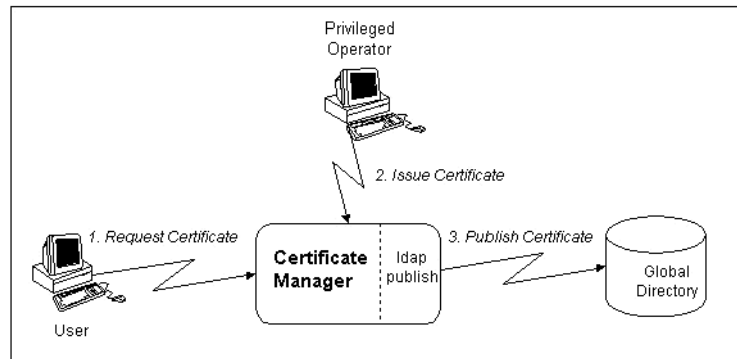 Privileged
Operator
2. Issue Certificate
1. Request Certificate
Certificate
Manager
ldap
publish
3. Publish Certificate
Global
Directory
User